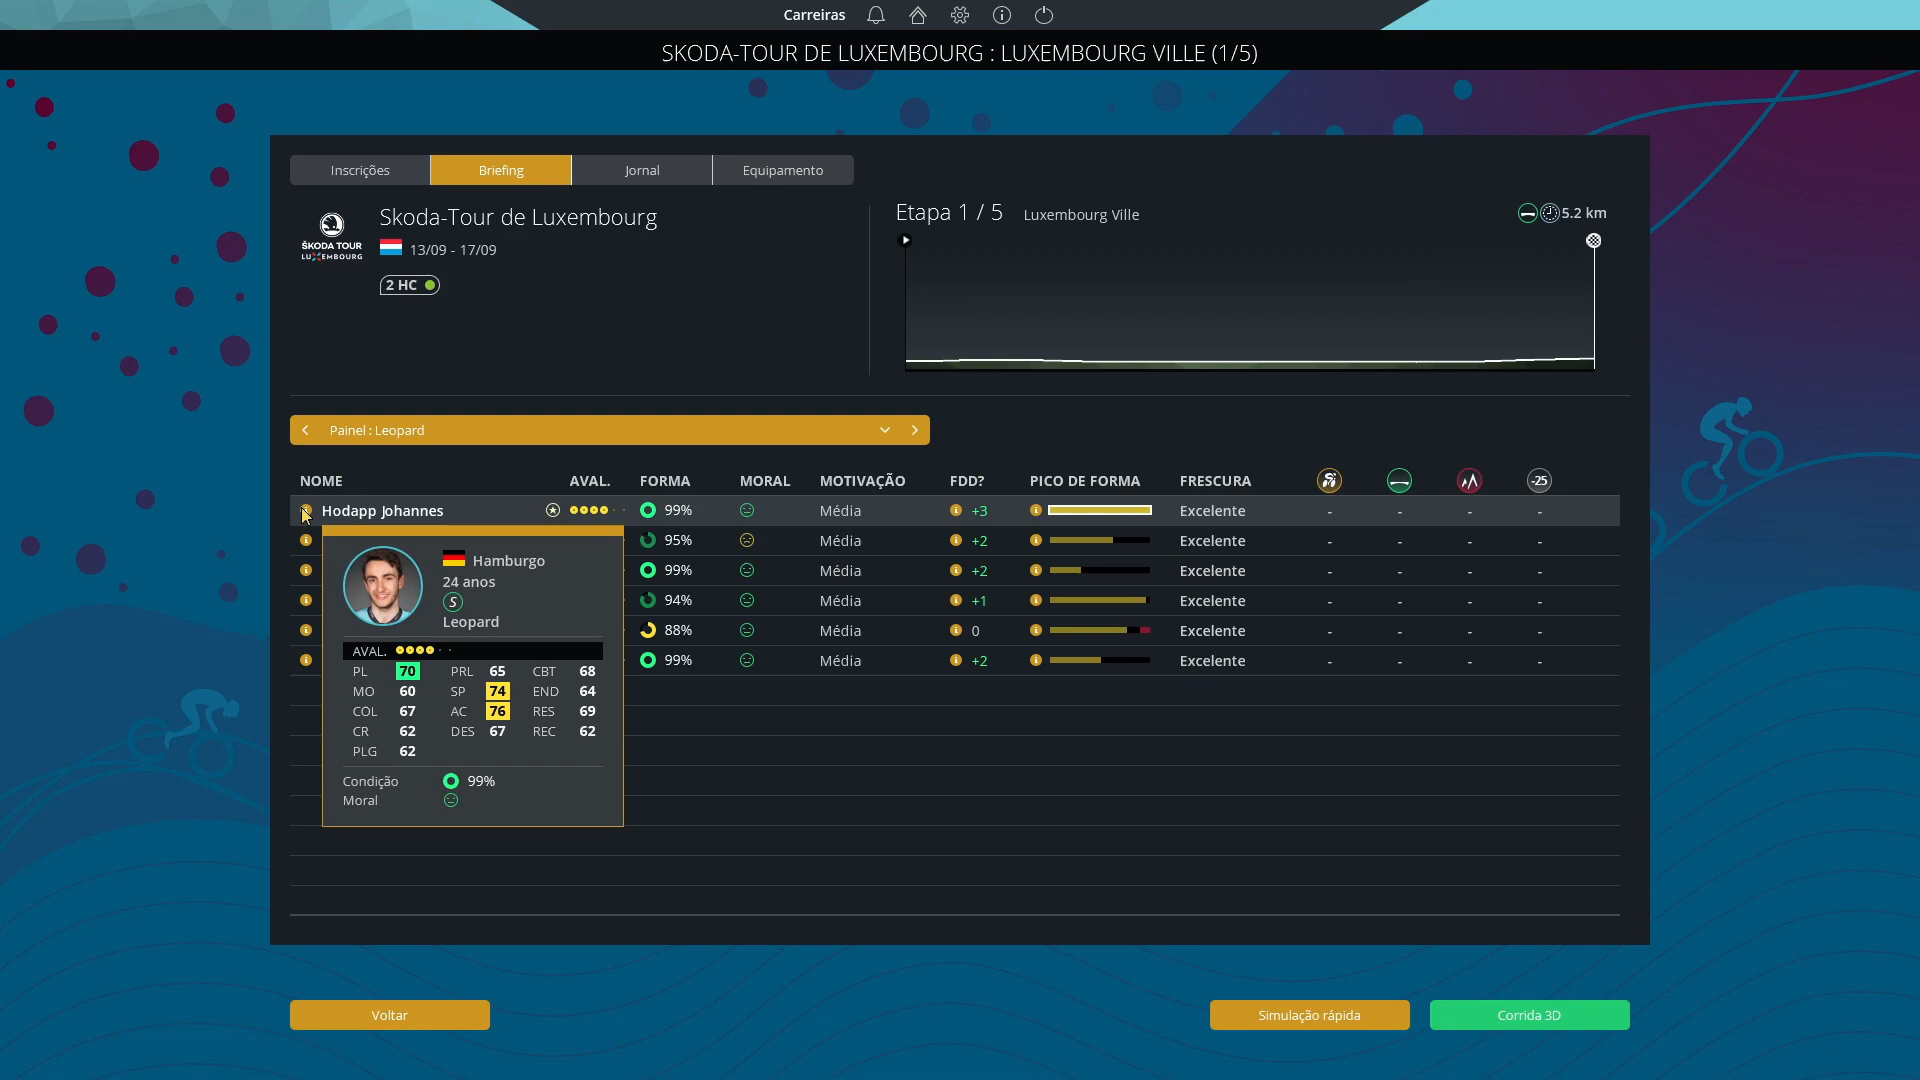 Carreiras
SKODA-TOUR DE LUXEMBOURG : LUXEMBOURG VILLE (1/5)
Inscrições Briefing Jornal Equipamento
ŠKODA TOUR
LUXEMBOURG
Skoda-Tour de Luxembourg
13/09 - 17/09
2 HC
Etapa 1 / 5 Luxembourg Ville 5.2 km
Painel : Leopard
NOME AVAL. FORMA MORAL MOTIVAÇÃO FDD? PICO DE FORMA FRESCURA -25
Hodapp Johannes 99% Média +3 Excelente - - - -
95% Média +2 Excelente - - - -
99% Média +2 Excelente - - - -
94% Média +1 Excelente - - - -
88% Média 0 Excelente - - - -
99% Média +2 Excelente - - - -
Hamburgo
24 anos
S
Leopard
AVAL.
PL 70 PRL 65 CBT 68
MO 60 SP 74 END 64
COL 67 AC 76 RES 69
CR 62 DES 67 REC 62
PLG 62
Condição 99%
Moral
Voltar Simulação rápida Corrida 3D